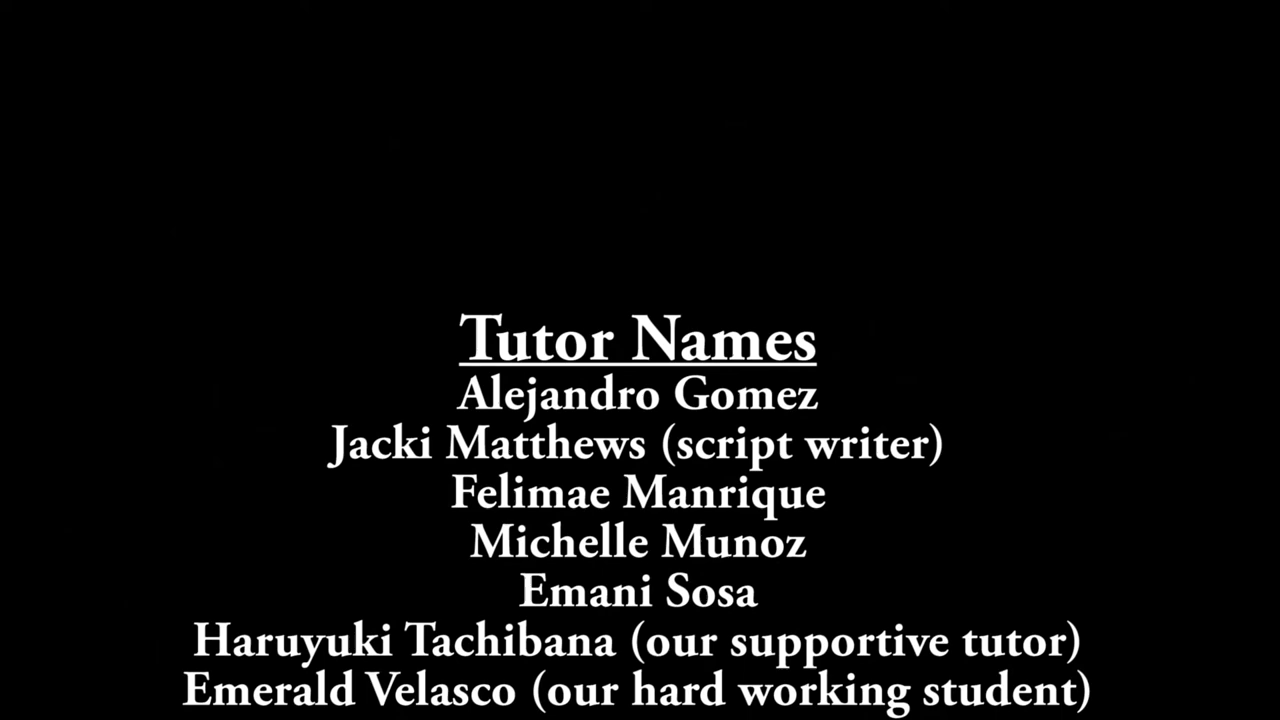 Tutor Names
Alejandro Gomez
Jacki Matthews (script writer)
Felimae Manrique
Michelle Munoz
Emani Sosa
Haruyuki Tachibana (our supportive tutor)
Emerald Velasco (our hard working student)